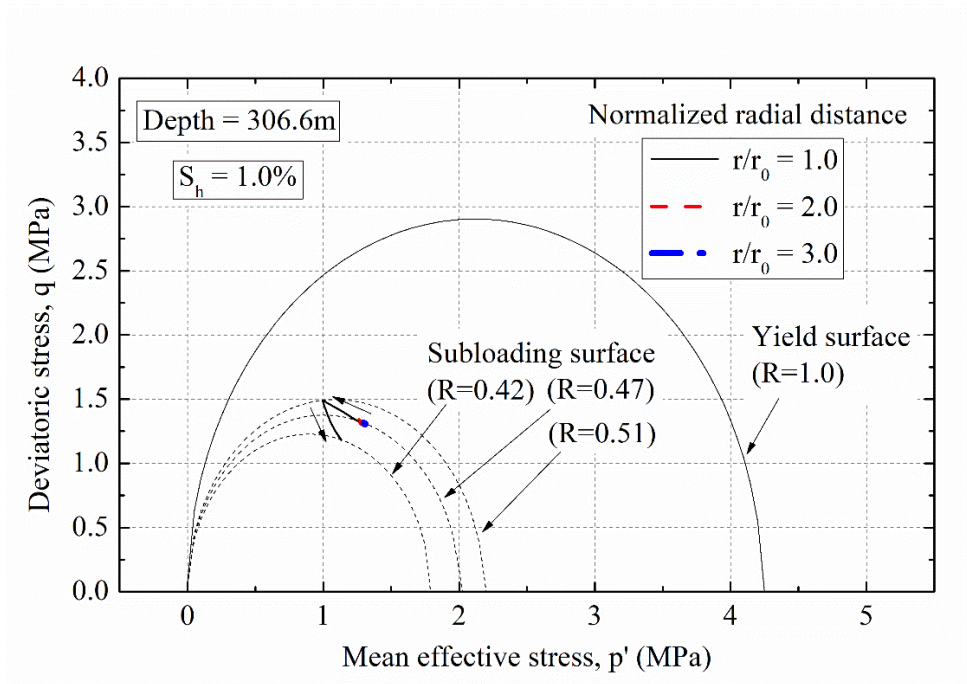 Depth = 306.6m
S_h = 1.0%
Normalized radial distance
r/r_0 = 1.0
r/r_0 = 2.0
r/r_0 = 3.0
Subloading surface
(R=0.42) (R=0.47)
(R=0.51)
Yield surface
(R=1.0)
Deviatoric stress, q (MPa)
4.0
3.5
3.0
2.5
2.0
1.5
1.0
0.5
0.0
0 1 2 3 4 5
Mean effective stress, p' (MPa)